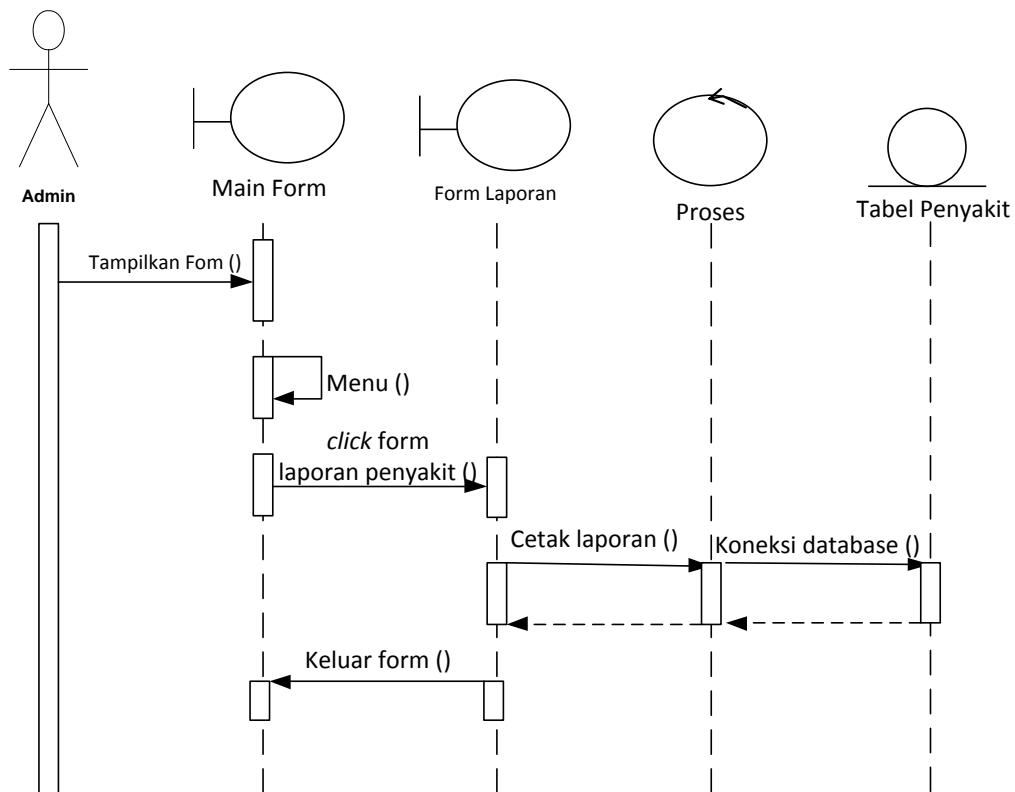 Admin
Main Form
Form Laporan
Proses
Tabel Penyakit
Tampilkan Fom ()
Menu ()
click form
laporan penyakit ()
Cetak laporan ()
Koneksi database ()
Keluar form ()